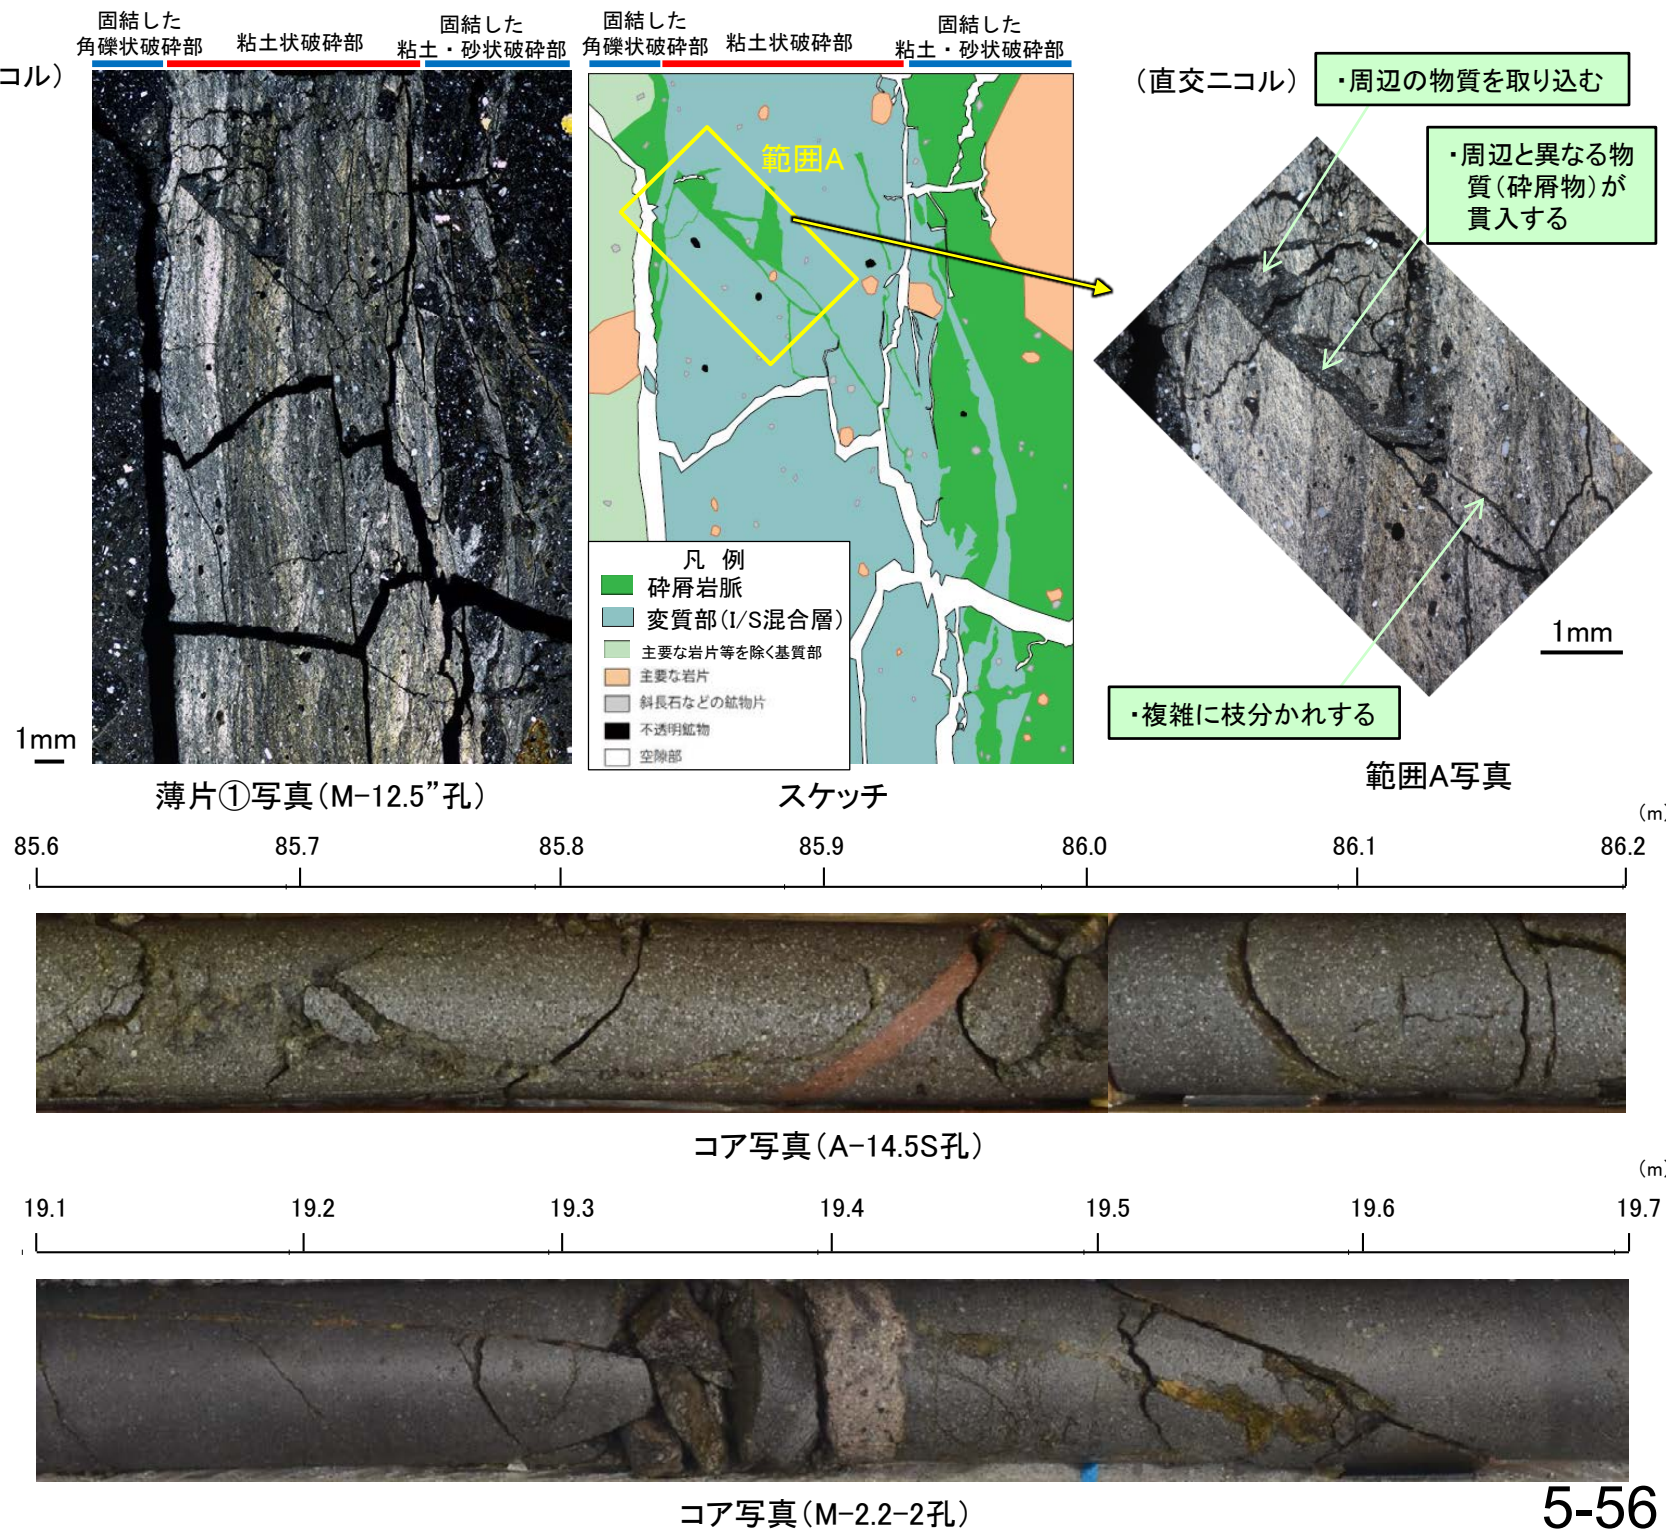 コル）
固結した
角礫状破砕部
粘土状破砕部
固結した
粘土・砂状破砕部
1mm
薄片①写真（M-12.5”孔）
固結した
角礫状破砕部
粘土状破砕部
固結した
粘土・砂状破砕部
範囲A
凡 例
砕屑岩脈
変質部（I/S混合層）
主要な岩片等を除く基質部
主要な岩片
斜長石などの鉱物片
不透明鉱物
空隙部
スケッチ
（直交ニコル）
・周辺の物質を取り込む
・周辺と異なる物
質（砕屑物）が
貫入する
1mm
・複雑に枝分かれする
範囲A写真
（m）
85.6 85.7 85.8 85.9 86.0 86.1 86.2
コア写真（A-14.5S孔）
（m）
19.1 19.2 19.3 19.4 19.5 19.6 19.7
コア写真（M-2.2-2孔）
5-56